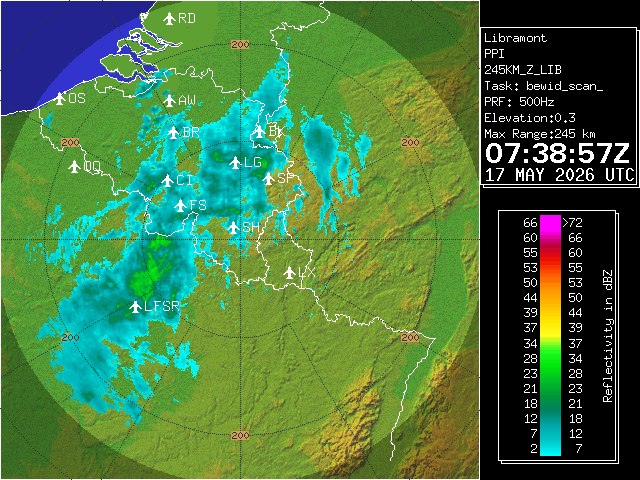 RD
200
Libramont
PPI
245KM_Z_LIB
Task: bewid_scan_
PRF: 500Hz
Elevation:0.3
Max Range:245 km
07:38:57Z
17 MAY 2026 UTC
OS
AW
BR
200
200
LG
OQ
CI
SP
FS
SH
LX
LFSR
200
200
200
66 >72
60 66
55 60
53 55
50 53
44 50
39 44
37 39
34 37
28 34
23 28
21 23
18 21
12 18
7 12
2 7
Reflectivity in dBZ